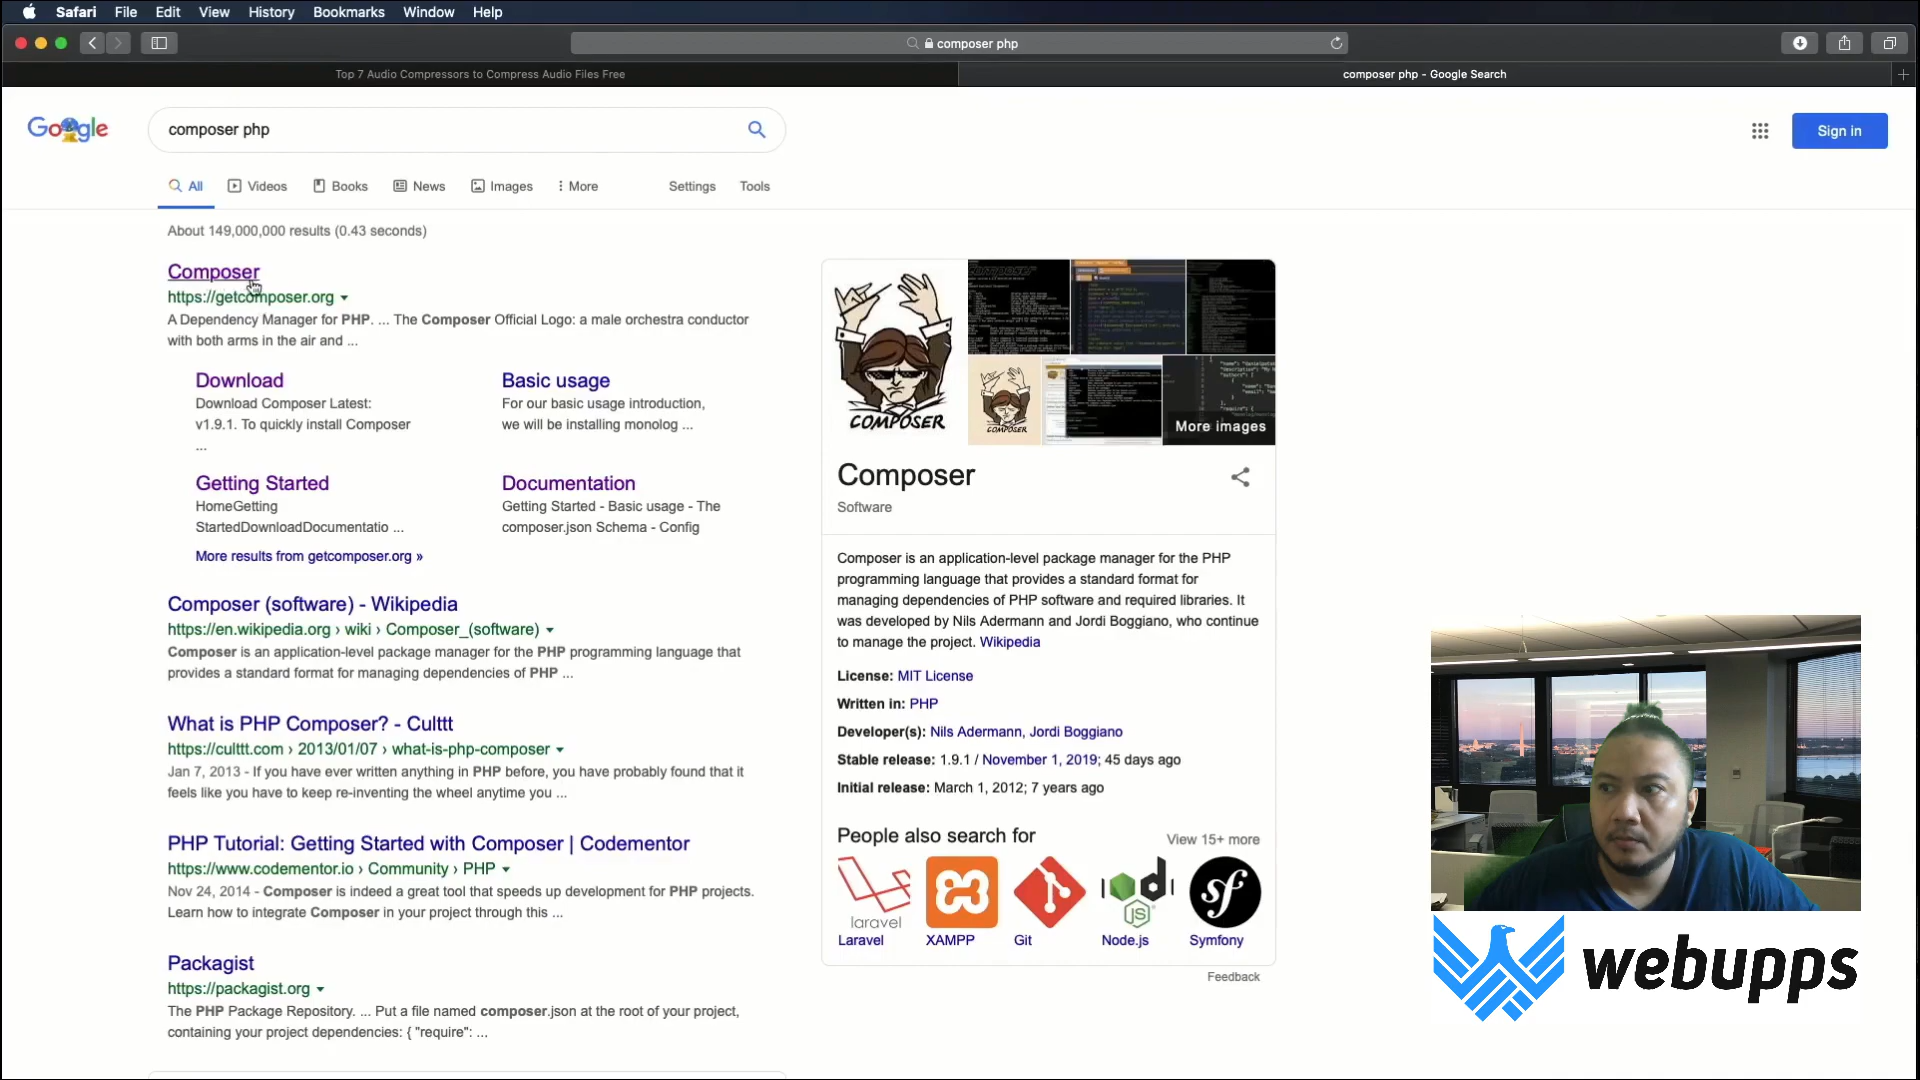 Safari File Edit View History Bookmarks Window Help
composer php
Top 7 Audio Compressors to Compress Audio Files Free
composer php - Google Search
Google
composer php
Sign in
All Videos Books News Images More Settings Tools
About 149,000,000 results (0.43 seconds)
Composer
https://getcomposer.org
A Dependency Manager for PHP. ... The Composer Official Logo: a male orchestra conductor
with both arms in the air and ...
Download
Download Composer Latest:
v1.9.1. To quickly install Composer
...
Basic usage
For our basic usage introduction,
we will be installing monolog ...
Getting Started
HomeGetting
StartedDownloadDocumentatio ...
Documentation
Getting Started - Basic usage - The
composer.json Schema - Config
More results from getcomposer.org »
Composer (software) - Wikipedia
https://en.wikipedia.org › wiki › Composer_(software)
Composer is an application-level package manager for the PHP programming language that
provides a standard format for managing dependencies of PHP ...
What is PHP Composer? - Culttt
https://culttt.com › 2013/01/07 › what-is-php-composer
Jan 7, 2013 - If you have ever written anything in PHP before, you have probably found that it
feels like you have to keep re-inventing the wheel anytime you ...
PHP Tutorial: Getting Started with Composer | Codementor
https://www.codementor.io › Community › PHP
Nov 24, 2014 - Composer is indeed a great tool that speeds up development for PHP projects.
Learn how to integrate Composer in your project through this ...
Packagist
https://packagist.org
The PHP Package Repository. ... Put a file named composer.json at the root of your project,
containing your project dependencies: { "require": ...
COMPOSER
COMPOSER
More images
Composer
Software
Composer is an application-level package manager for the PHP
programming language that provides a standard format for
managing dependencies of PHP software and required libraries. It
was developed by Nils Adermann and Jordi Boggiano, who continue
to manage the project. Wikipedia
License: MIT License
Written in: PHP
Developer(s): Nils Adermann, Jordi Boggiano
Stable release: 1.9.1 / November 1, 2019; 45 days ago
Initial release: March 1, 2012; 7 years ago
People also search for
View 15+ more
laravel
JS
sf
Laravel XAMPP Git Node.js Symfony
Feedback
webupps